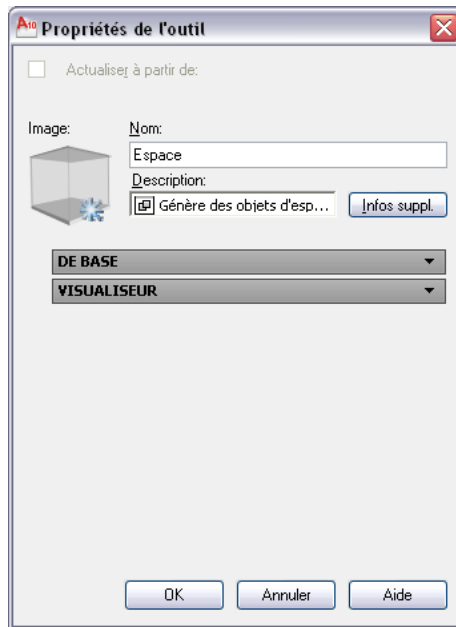 A10 Propriétés de l'outil
Actualiser à partir de:
Image:
Nom:
Espace
Description:
Génère des objets d'esp...
Infos suppl.
DE BASE
VISUALISEUR
OK
Annuler
Aide